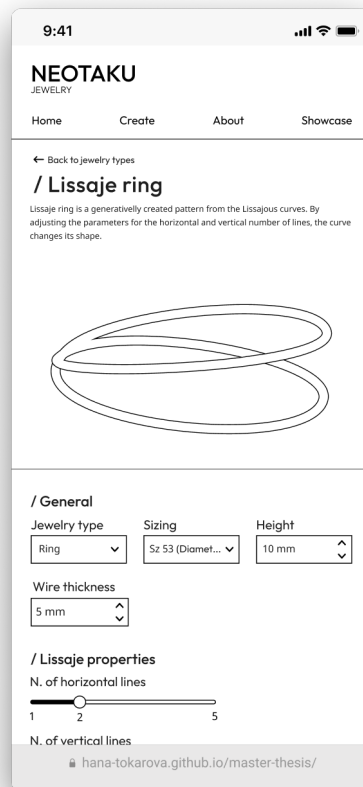 9:41
NEOTAKU
JEWELRY
Home Create About Showcase
← Back to jewelry types
/ Lissaje ring
Lissaje ring is a generativelly created pattern from the Lissajous curves. By
adjusting the parameters for the horizontal and vertical number of lines, the curve
changes its shape.
/ General
Jewelry type Sizing Height
Ring Sz 53 (Diamet... 10 mm
Wire thickness
5 mm
/ Lissaje properties
N. of horizontal lines
1 2 5
N. of vertical lines
hana-tokarova.github.io/master-thesis/